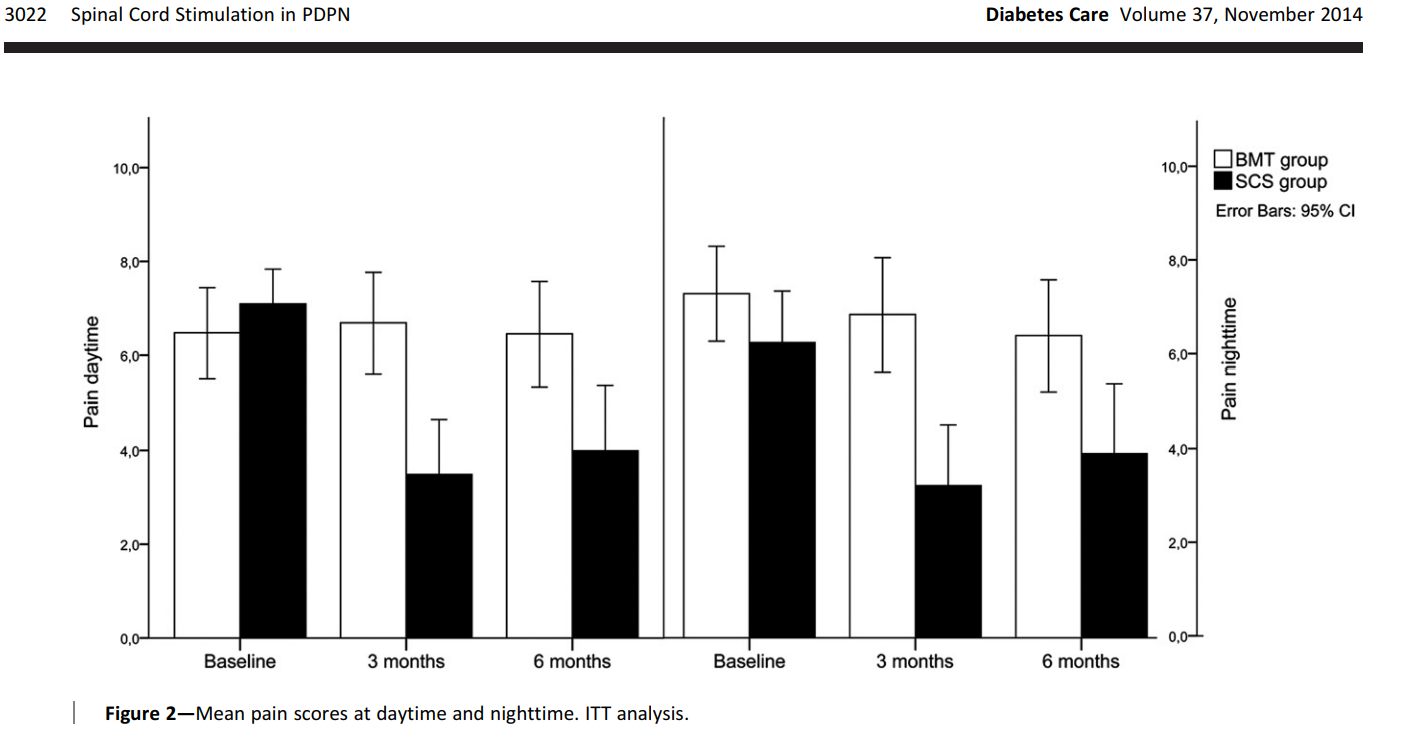 3022 Spinal Cord Stimulation in PDPN
Diabetes Care Volume 37, November 2014
10,0
8,0
6,0
4,0
2,0
0,0
Pain daytime
Baseline
3 months
6 months
Baseline
3 months
6 months
10,0
8,0
6,0
4,0
2,0
0,0
Pain nighttime
BMT group
SCS group
Error Bars: 95% CI
Figure 2—Mean pain scores at daytime and nighttime. ITT analysis.